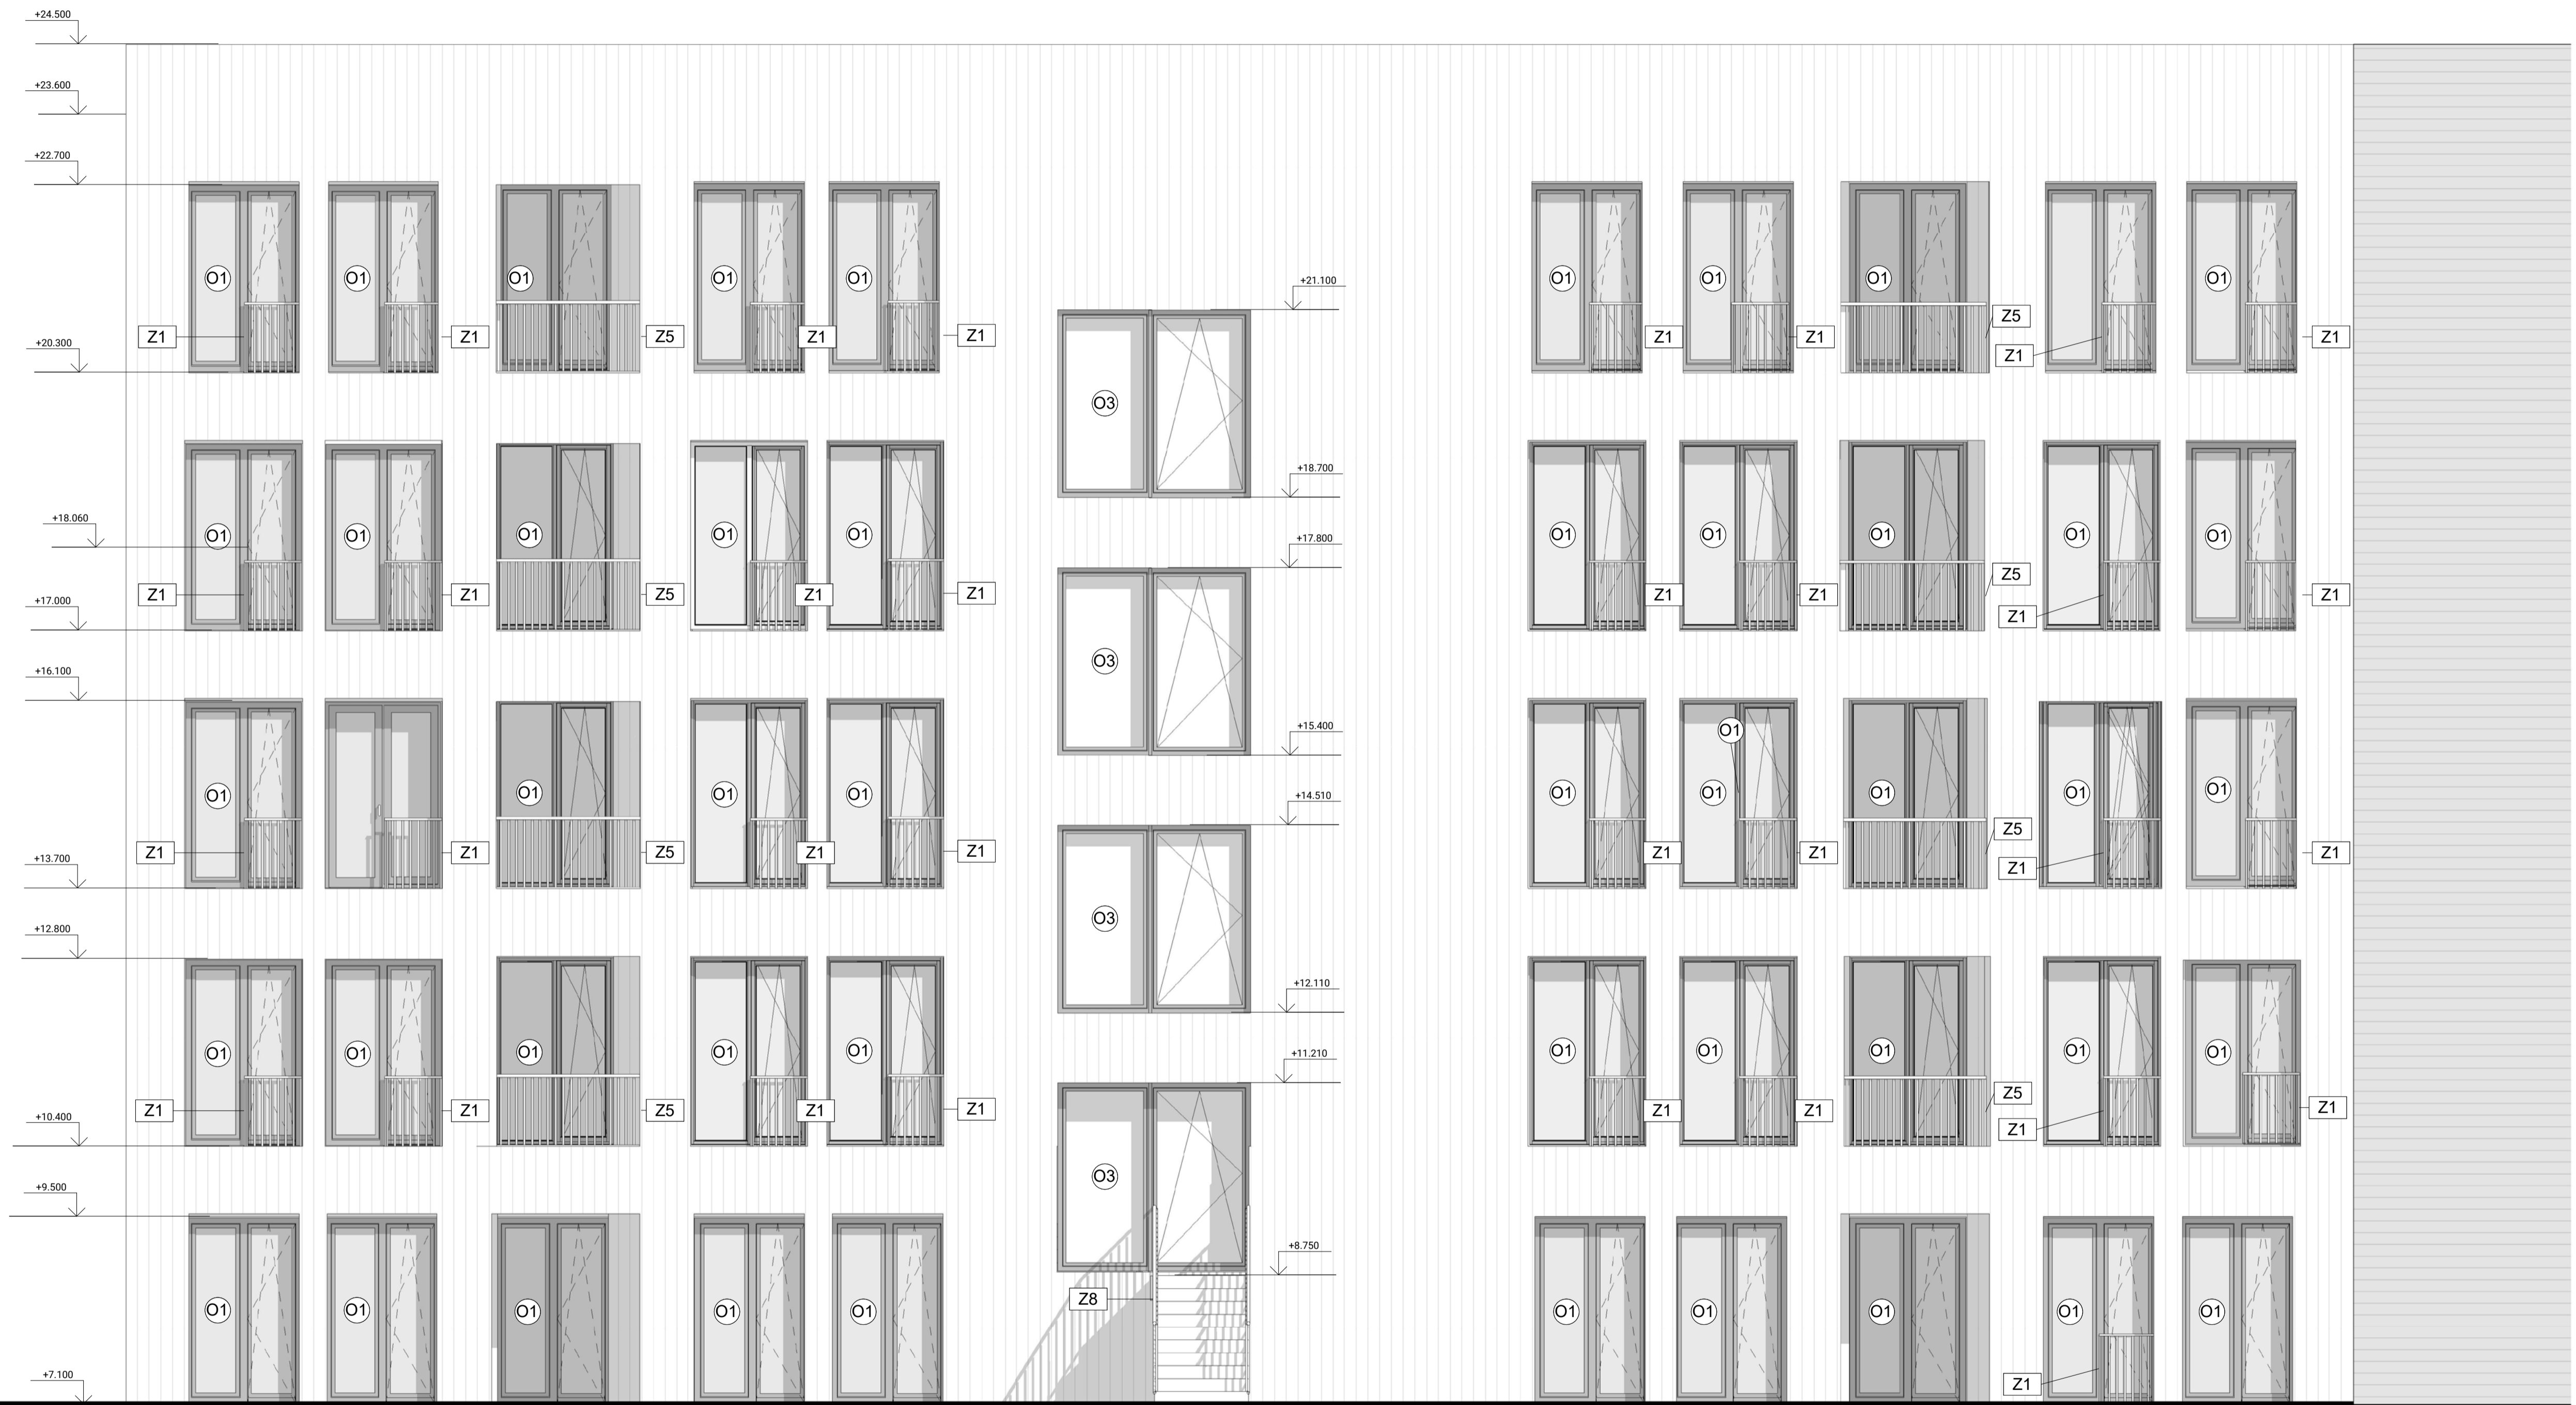 +24.500
+23.600
+22.700
O1 O1 O1 O1 O1 O1 O1 O1 O1
+21.100
Z5
Z1 Z1 Z5 Z1 Z1 Z1 Z1 Z1
+20.300
Z1
O3
+18.700
+18.060
O1 O1 O1 O1 O1 O1 O1 O1 O1 O1
+17.800
Z5
Z1 Z1 Z5 Z1 Z1 Z1 Z1 Z1
+17.000
Z1
O3
+16.100
+15.400
O1
O1 O1 O1 O1 O1 O1 O1 O1 O1
+14.510
Z5
Z1 Z1 Z5 Z1 Z1 Z1 Z1 Z1
+13.700
Z1
O3
+12.800
+12.110
O1 O1 O1 O1 O1 O1 O1 O1 O1 O1
+11.210
Z5
Z1 Z1 Z5 Z1 Z1 Z1 Z1 Z1
+10.400
Z1
O3
+9.500
+8.750
Z8
O1 O1 O1 O1 O1 O1 O1 O1 O1 O1
+7.100
Z1